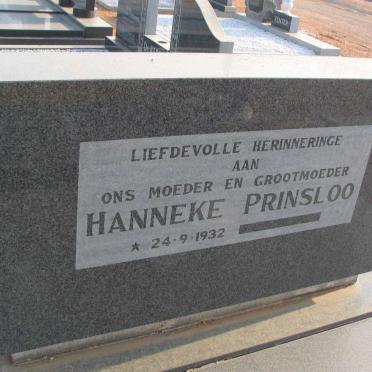 LIEFDEVOLLE HERINNERINGE
AAN
ONS MOEDER EN GROOTMOEDER
HANNEKE PRINSLOO
* 24-9-1932